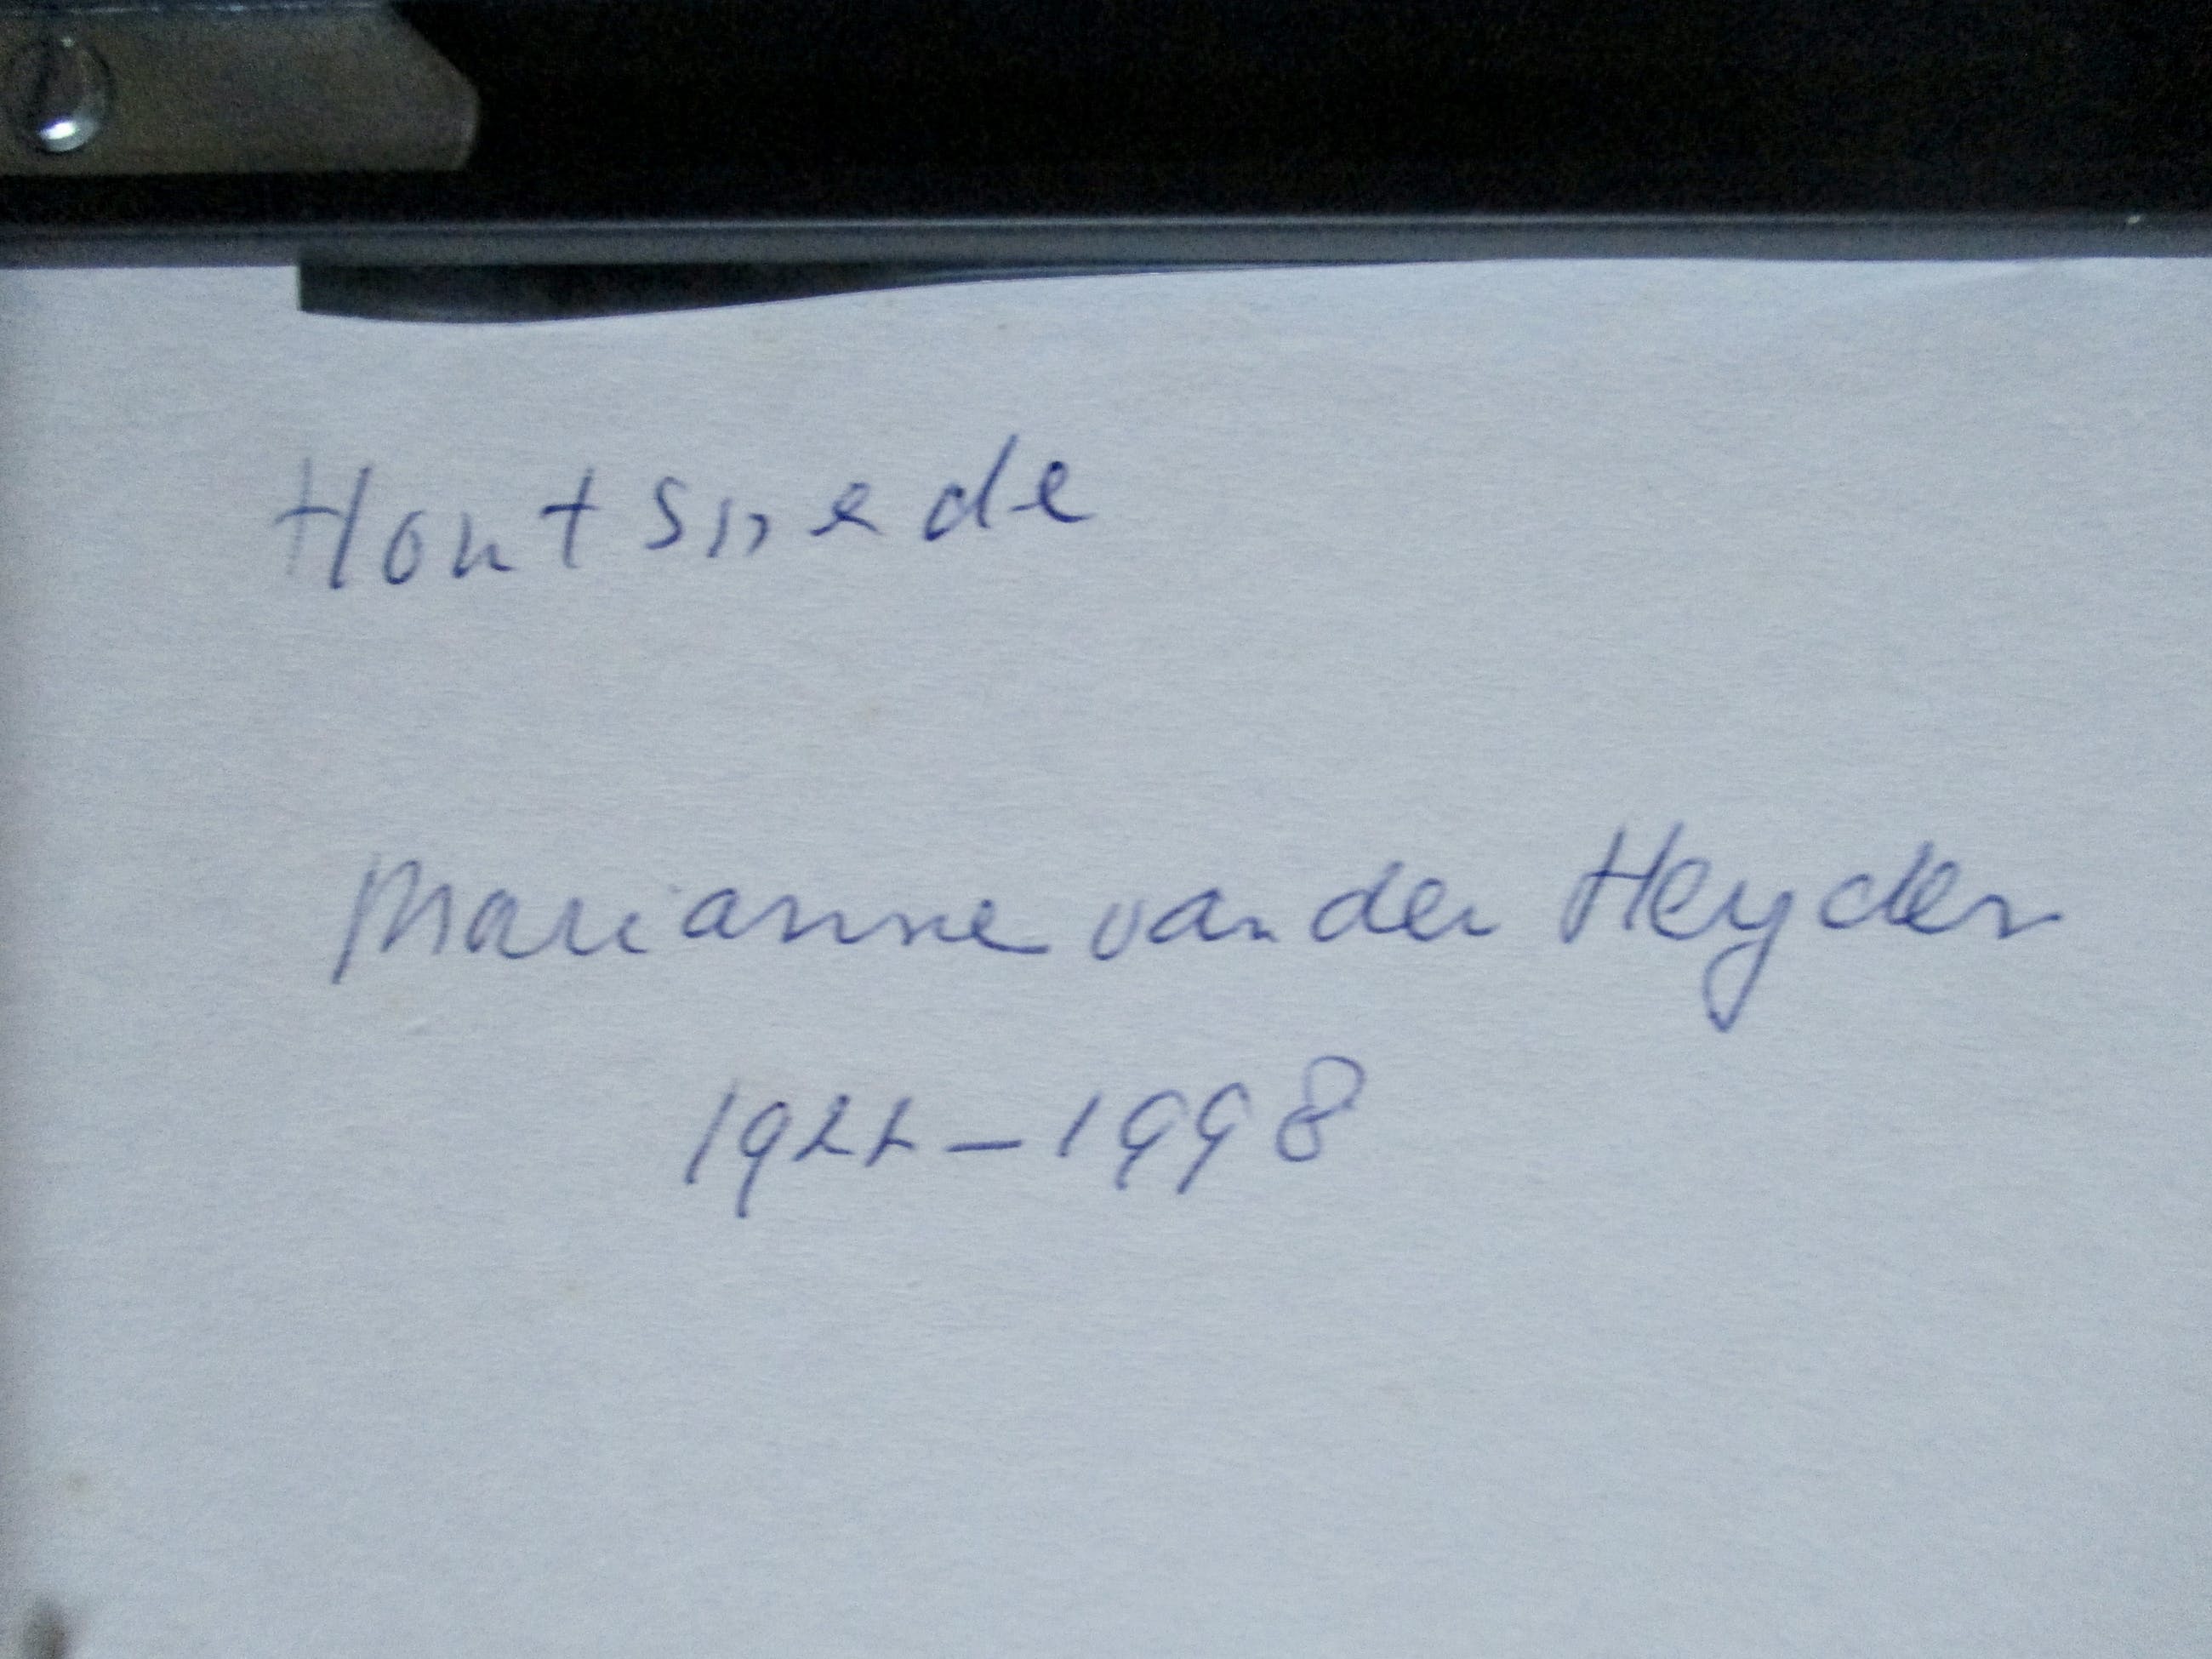 Houtsnede
Marianne van der Heyden
1922-1998